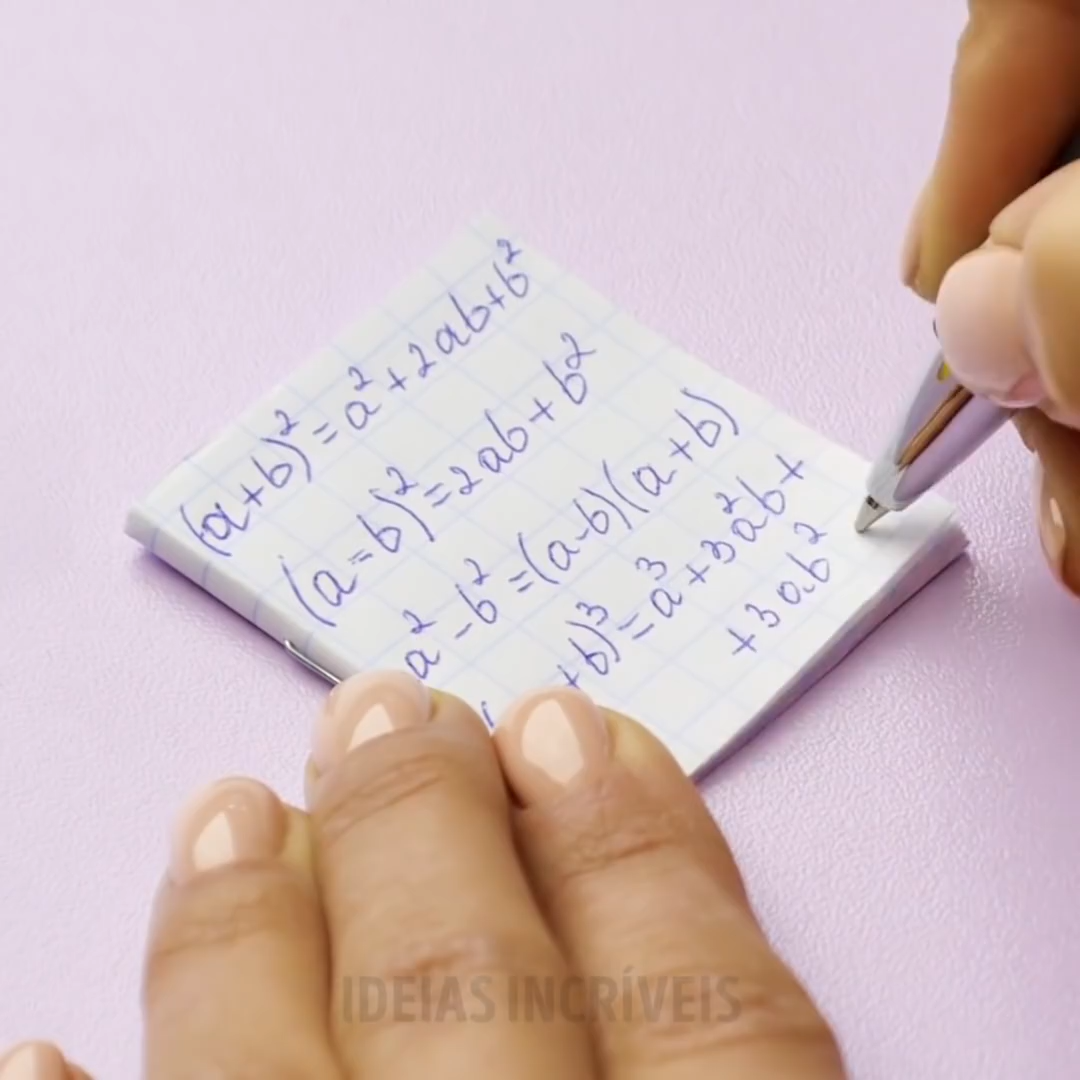 (a+b)²=a²+2ab+b²
(a-b)²=2ab+b²
a²-b²=(a-b)(a+b)
+b)³=a³+3a²b+
+3ab²
IDEIAS INCRÍVEIS